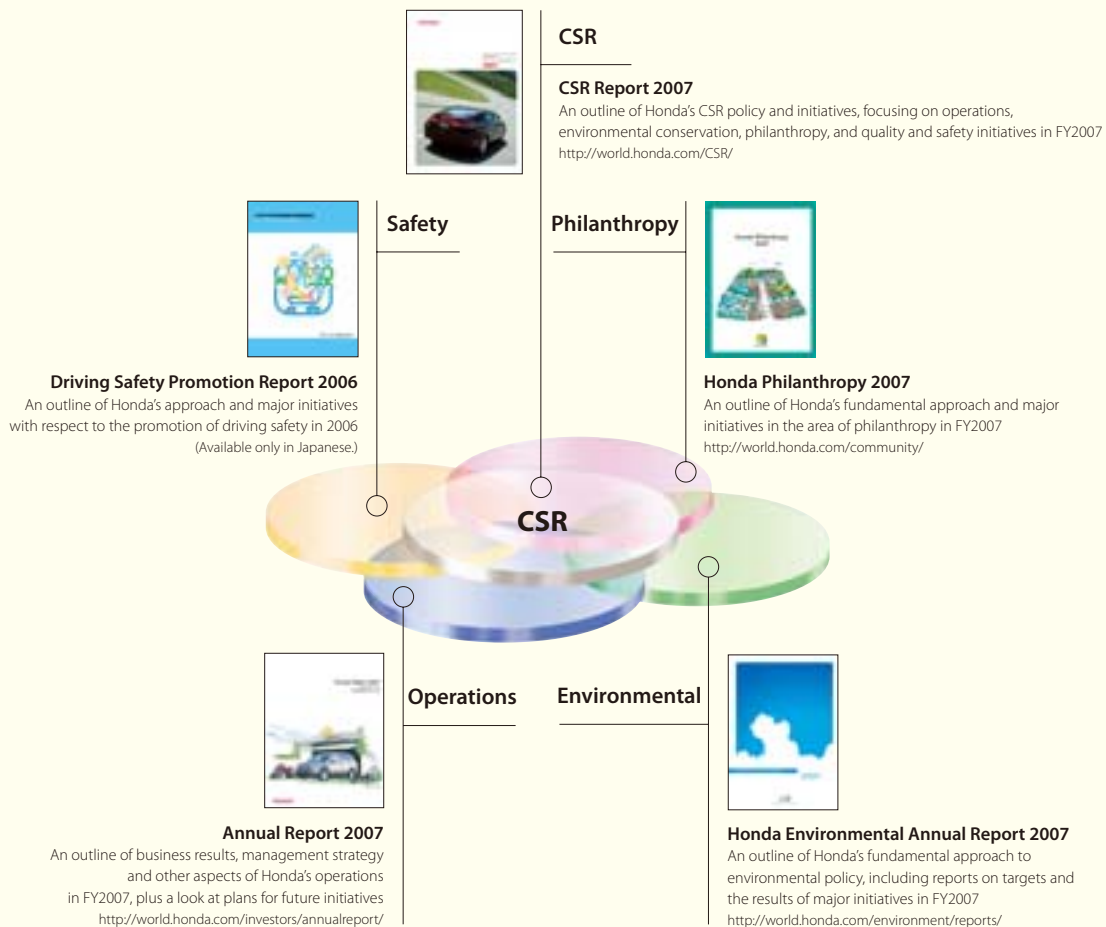 CSR
CSR Report 2007
An outline of Honda's CSR policy and initiatives, focusing on operations,
environmental conservation, philanthropy, and quality and safety initiatives in FY2007
http://world.honda.com/CSR/
Safety
Driving Safety Promotion Report 2006
An outline of Honda's approach and major initiatives
with respect to the promotion of driving safety in 2006
(Available only in Japanese.)
Philanthropy
Honda Philanthropy
2007
Honda Philanthropy 2007
An outline of Honda's fundamental approach and major
initiatives in the area of philanthropy in FY2007
http://world.honda.com/community/
CSR
Operations
Annual Report 2007
An outline of business results, management strategy
and other aspects of Honda's operations
in FY2007, plus a look at plans for future initiatives
http://world.honda.com/investors/annualreport/
Environmental
Honda Environmental Annual Report 2007
An outline of Honda's fundamental approach to
environmental policy, including reports on targets and
the results of major initiatives in FY2007
http://world.honda.com/environment/reports/